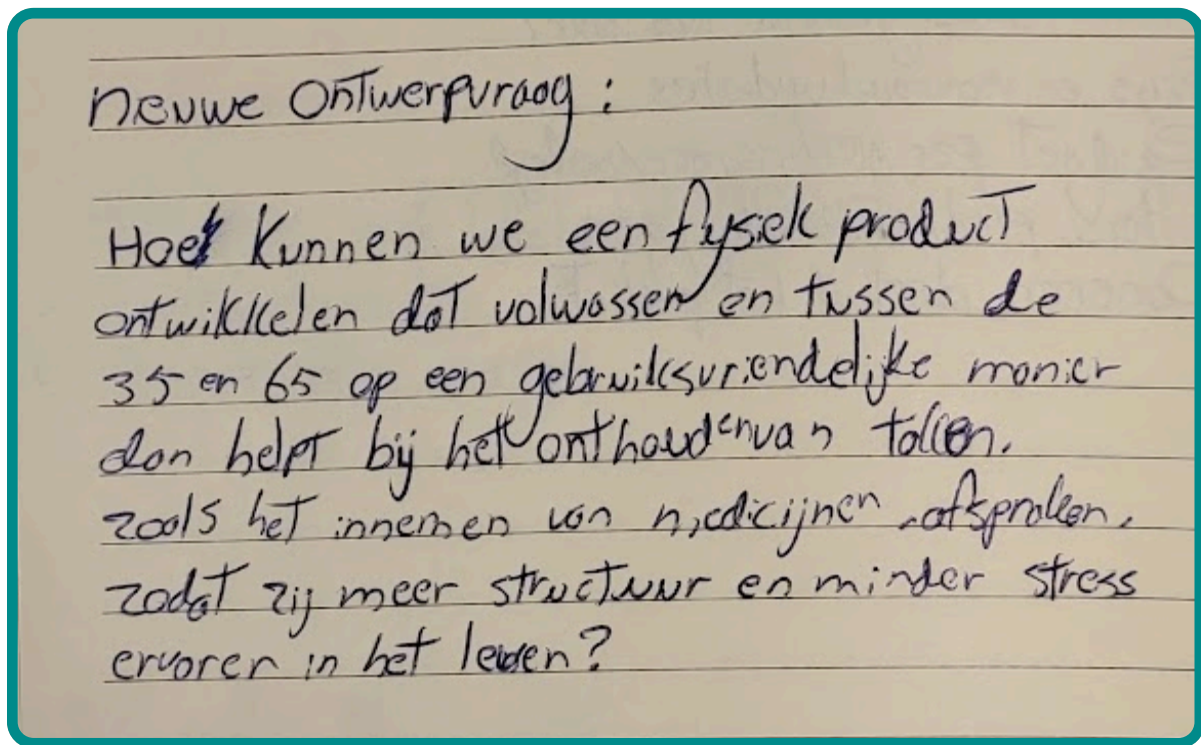 nieuwe ontwerpvraag :
Hoe kunnen we een fysiek product
ontwikkelen dat volwassen en tussen de
35 en 65 op een gebruiksvriendelijke manier
dan helpt bij het onthouden van taken.
zoals het innemen van medicijnen, afspraken.
zodat zij meer structuur en minder stress
ervaren in het leven?